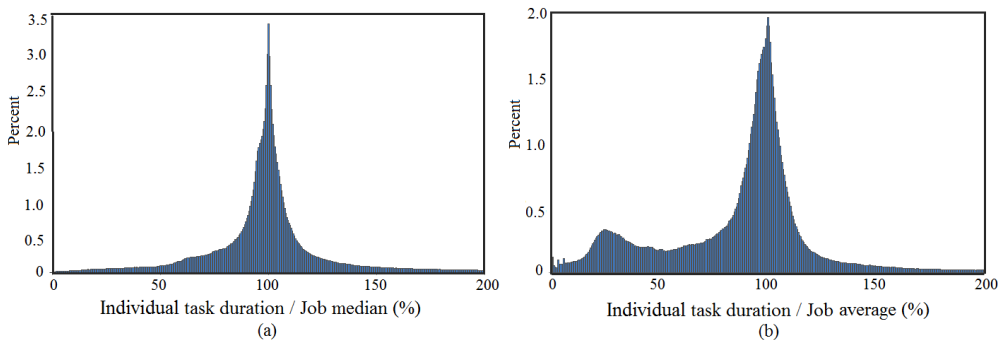 3.5
3.0
2.5
2.0
1.5
1.0
0.5
0
Percent
0 50 100 150 200
Individual task duration / Job median (%)
(a)
2.0
1.5
1.0
0.5
0
Percent
0 50 100 150 200
Individual task duration / Job average (%)
(b)